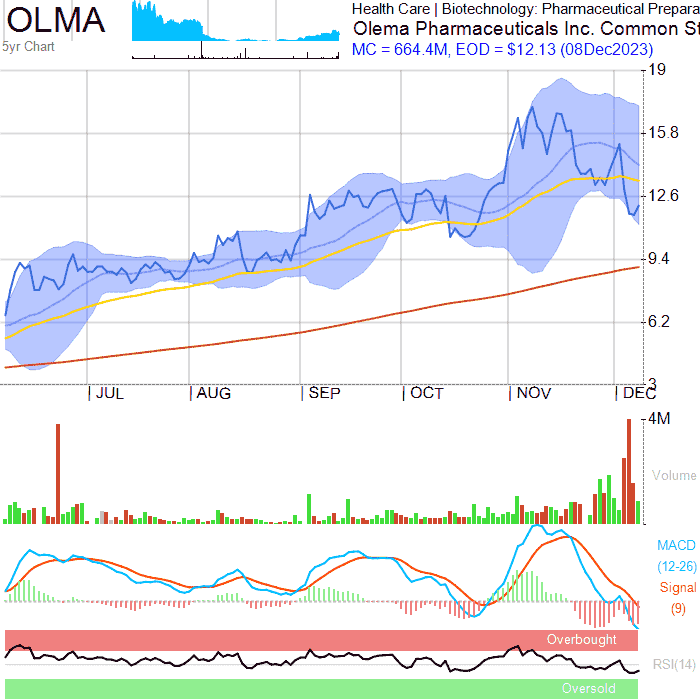 OLMA
5yr Chart
Health Care | Biotechnology: Pharmaceutical Prepara
Olema Pharmaceuticals Inc. Common St
MC = 664.4M, EOD = $12.13 (08Dec2023)
19
15.8
12.6
9.4
6.2
3
JUL AUG SEP OCT NOV DEC
4M
Volume
MACD
(12-26)
Signal
(9)
Overbought
RSI(14)
Oversold